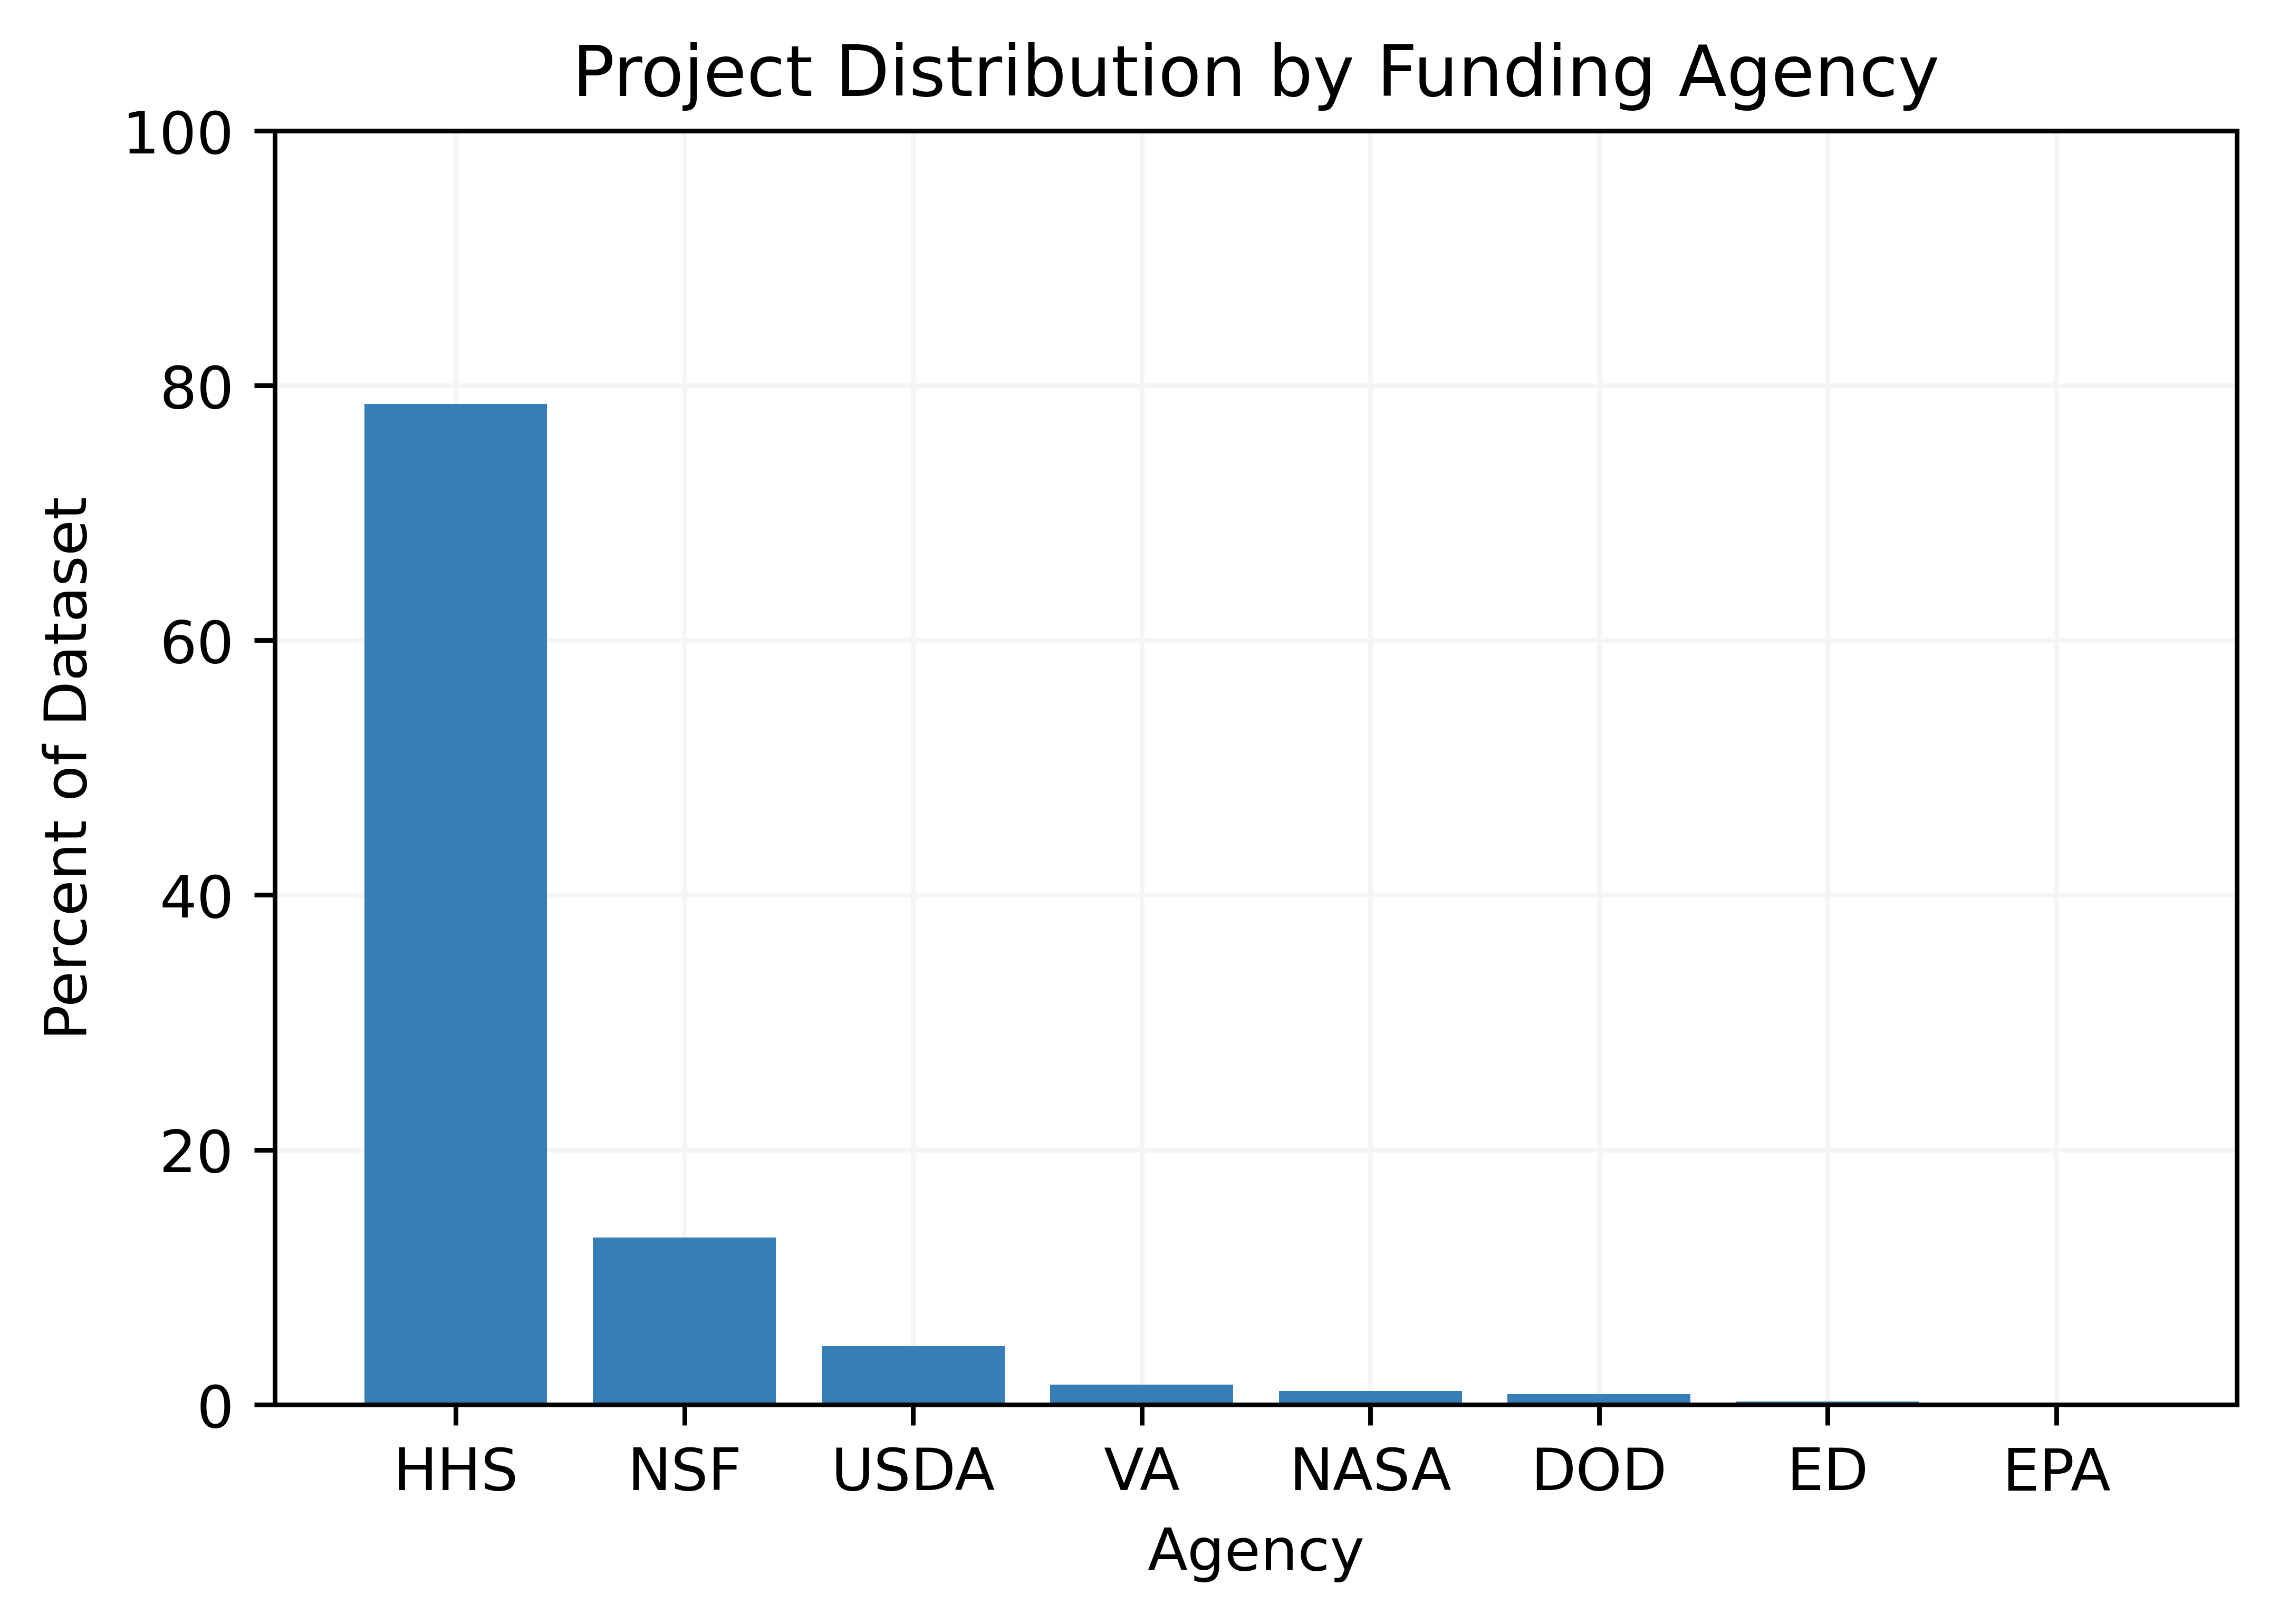 Project Distribution by Funding Agency
100
80
60
40
20
0
Percent of Dataset
HHS NSF USDA VA NASA DOD ED EPA
Agency